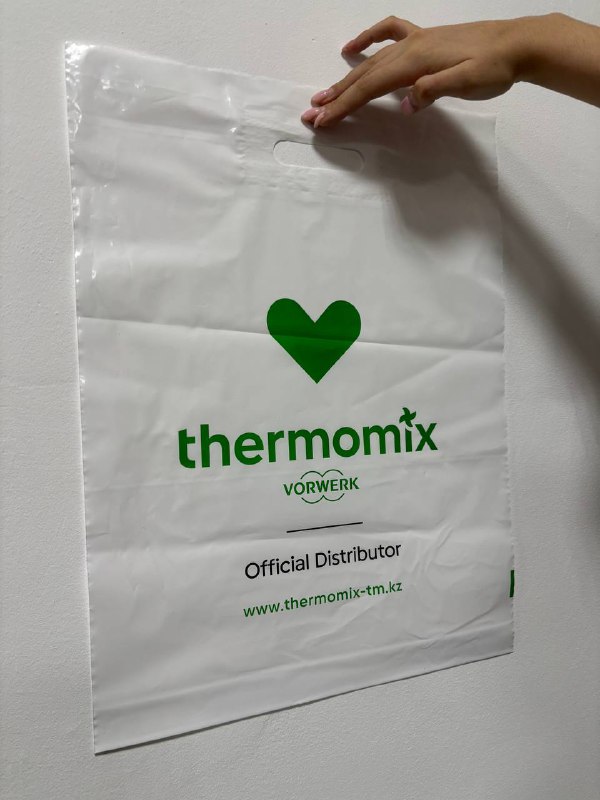 thermomix
VORWERK
Official Distributor
www.thermomix-tm.kz